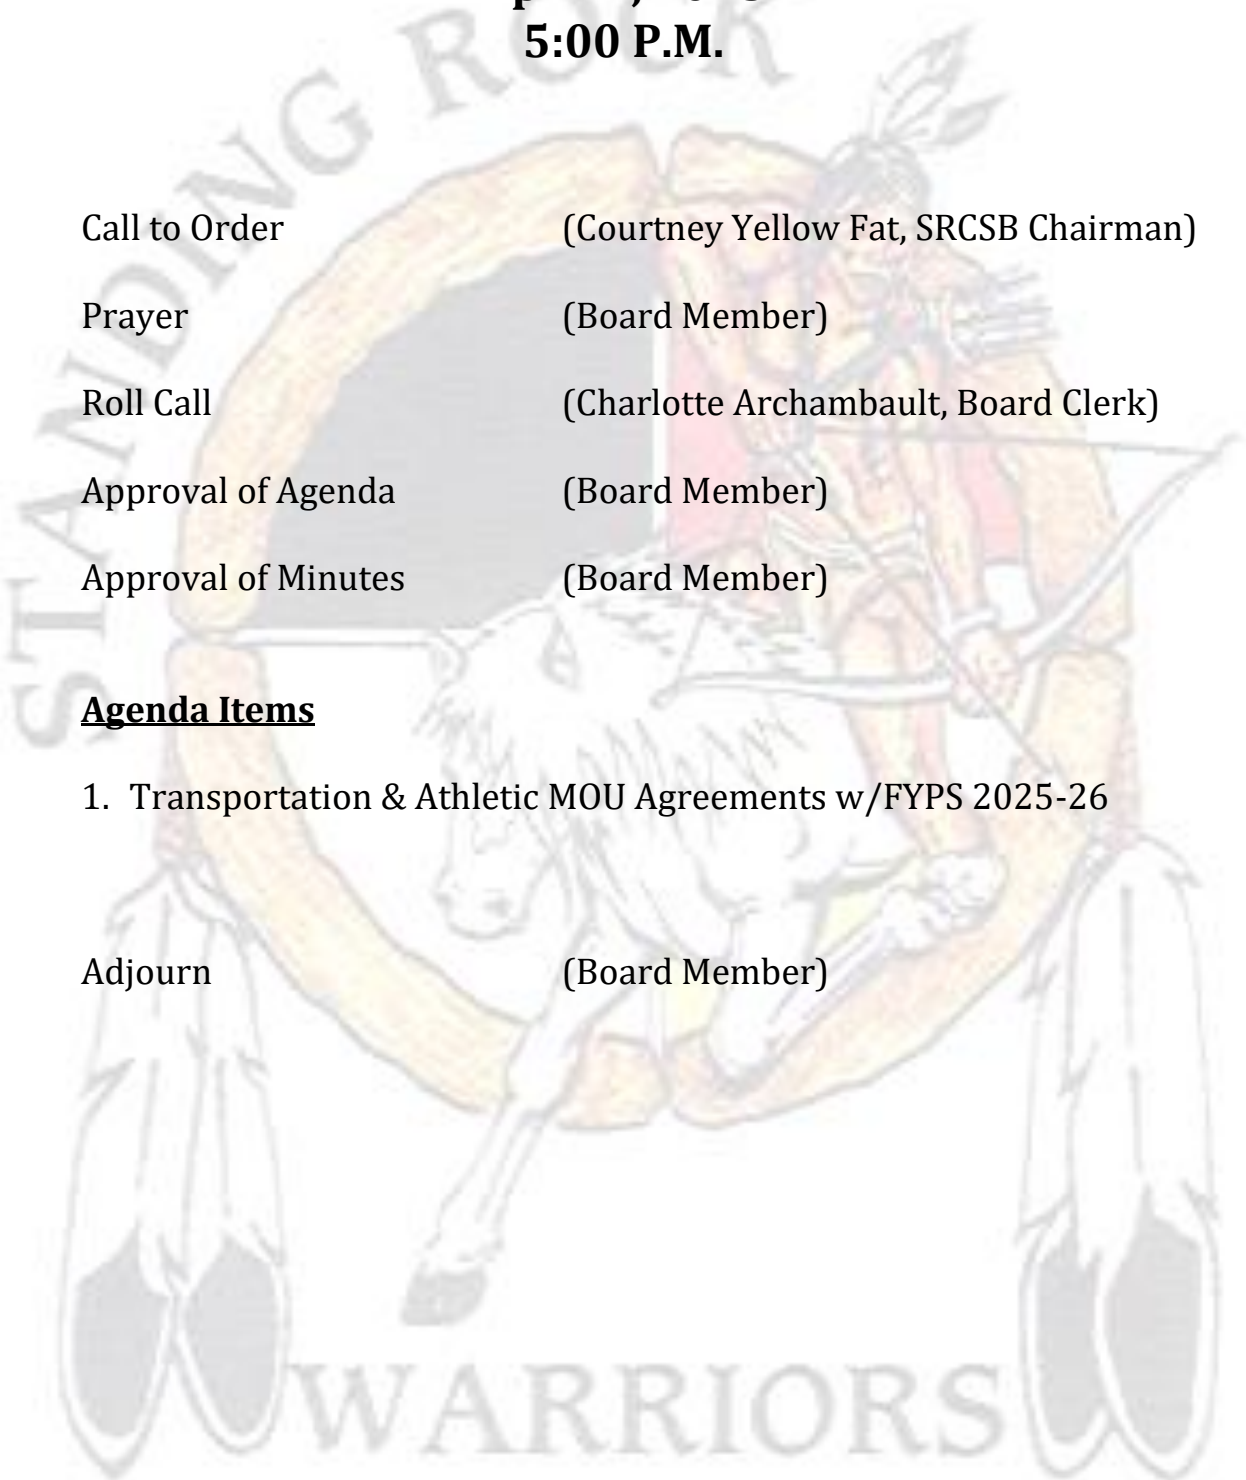 5:00 P.M.
STANDING ROCK
Call to Order (Courtney Yellow Fat, SRCSB Chairman)
Prayer (Board Member)
Roll Call (Charlotte Archambault, Board Clerk)
Approval of Agenda (Board Member)
Approval of Minutes (Board Member)
Agenda Items
1. Transportation & Athletic MOU Agreements w/FYPS 2025-26
Adjourn (Board Member)
WARRIORS